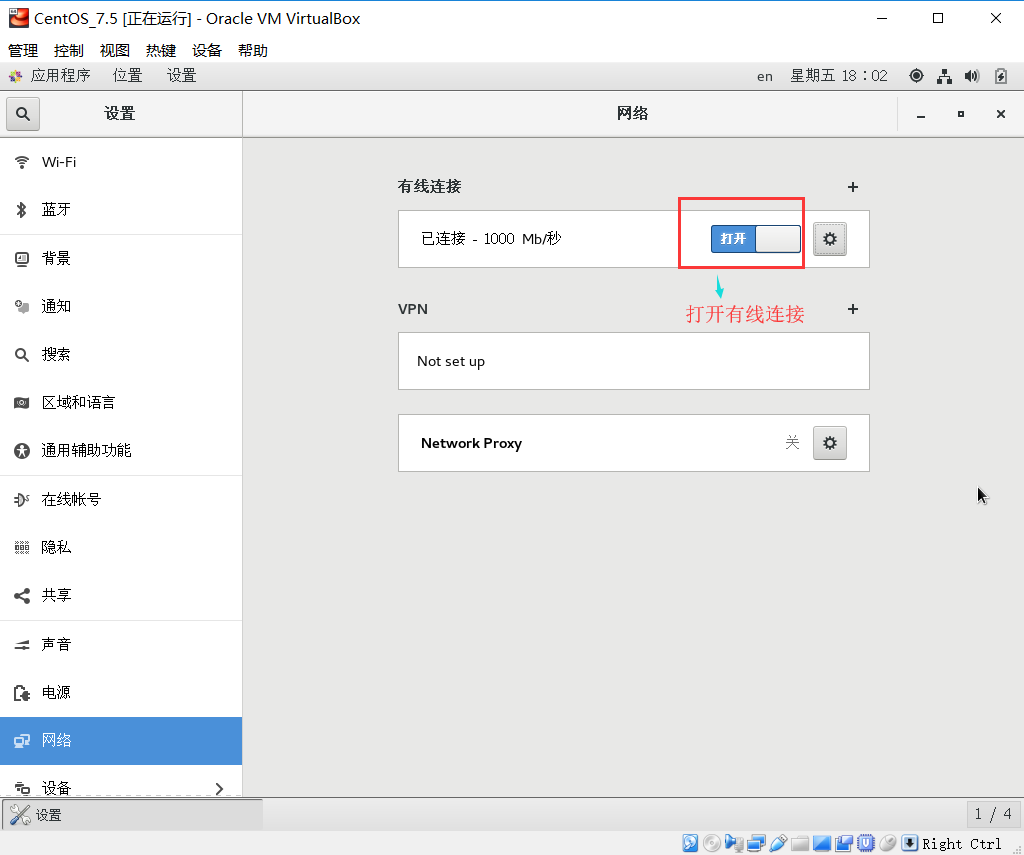 CentOS_7.5 [正在运行] - Oracle VM VirtualBox
管理 控制 视图 热键 设备 帮助
应用程序 位置 设置 en 星期五 18：02
设置 网络
Wi-Fi
蓝牙
背景
通知
搜索
区域和语言
通用辅助功能
在线帐号
隐私
共享
声音
电源
网络
设备
有线连接 +
已连接 - 1000 Mb/秒 打开
打开有线连接
VPN +
Not set up
Network Proxy 关
设置 1 / 4
Right Ctrl